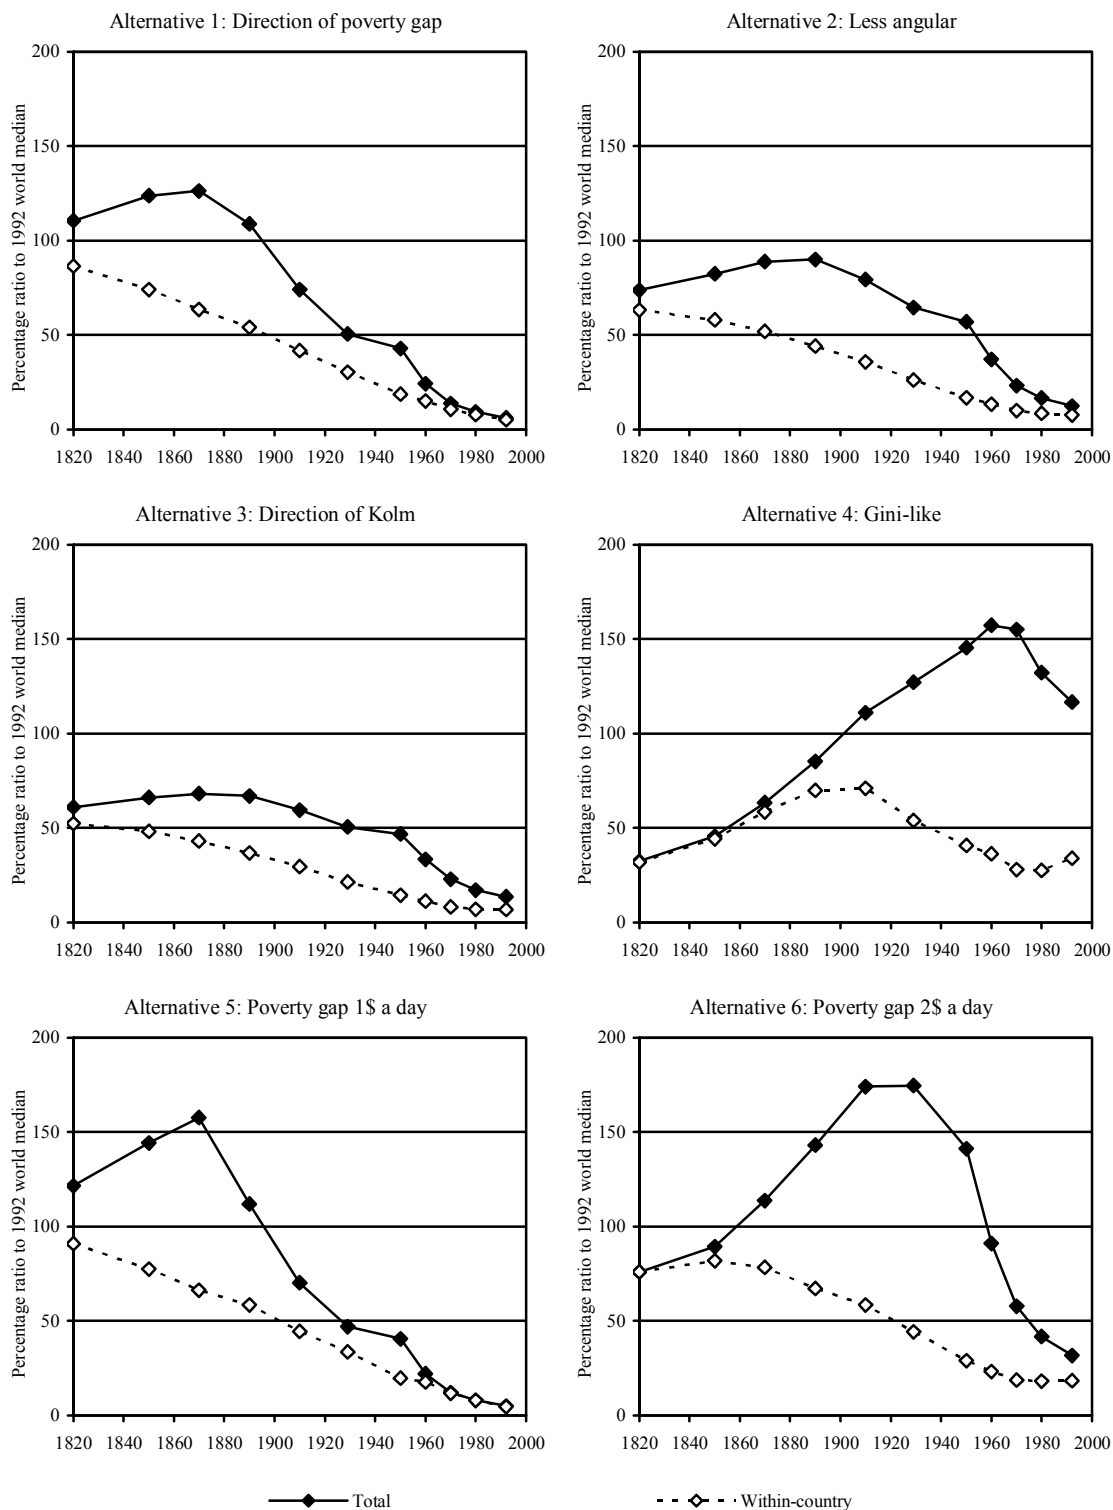 Alternative 1: Direction of poverty gap
Percentage ratio to 1992 world median
200
150
100
50
0
1820 1840 1860 1880 1900 1920 1940 1960 1980 2000
Alternative 2: Less angular
Percentage ratio to 1992 world median
200
150
100
50
0
1820 1840 1860 1880 1900 1920 1940 1960 1980 2000
Alternative 3: Direction of Kolm
Percentage ratio to 1992 world median
200
150
100
50
0
1820 1840 1860 1880 1900 1920 1940 1960 1980 2000
Alternative 4: Gini-like
Percentage ratio to 1992 world median
200
150
100
50
0
1820 1840 1860 1880 1900 1920 1940 1960 1980 2000
Alternative 5: Poverty gap 1$ a day
Percentage ratio to 1992 world median
200
150
100
50
0
1820 1840 1860 1880 1900 1920 1940 1960 1980 2000
Alternative 6: Poverty gap 2$ a day
Percentage ratio to 1992 world median
200
150
100
50
0
1820 1840 1860 1880 1900 1920 1940 1960 1980 2000
Total
Within-country